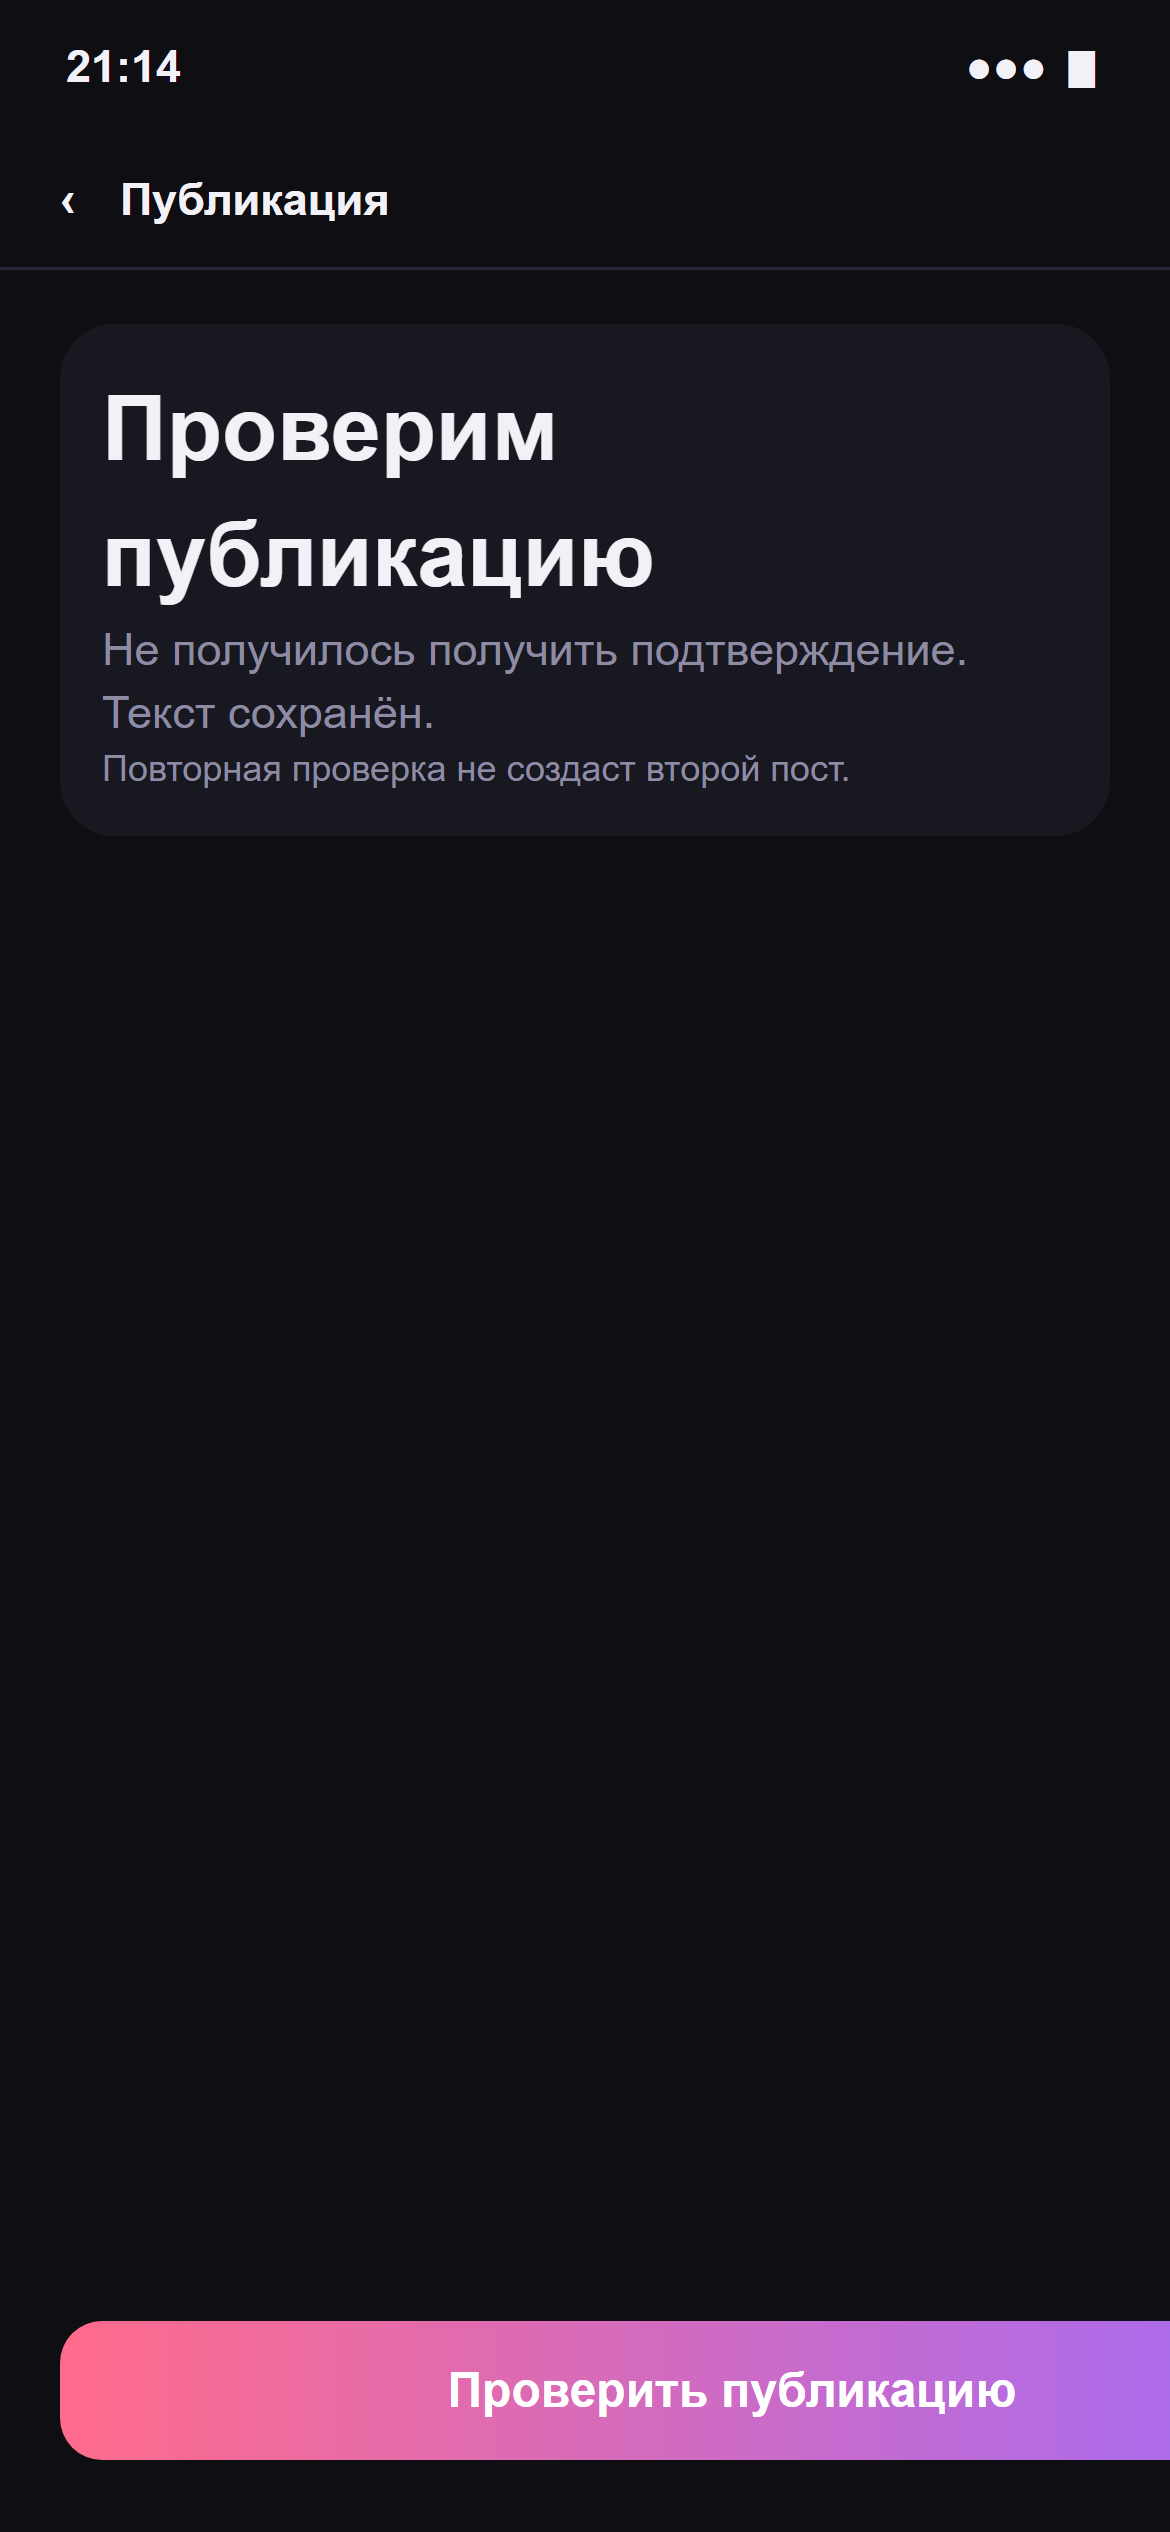 21:14
‹ Публикация
Проверим
публикацию
Не получилось получить подтверждение.
Текст сохранён.
Повторная проверка не создаст второй пост.
Проверить публикацию